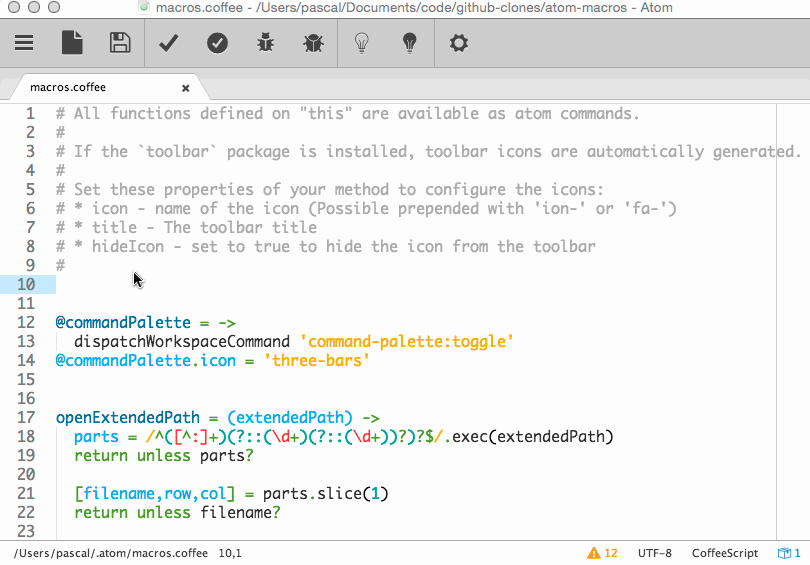 macros.coffee - /Users/pascal/Documents/code/github-clones/atom-macros - Atom
macros.coffee ×
1 # All functions defined on "this" are available as atom commands.
2 #
3 # If the `toolbar` package is installed, toolbar icons are automatically generated.
4 #
5 # Set these properties of your method to configure the icons:
6 # * icon - name of the icon (Possible prepended with 'ion-' or 'fa-')
7 # * title - The toolbar title
8 # * hideIcon - set to true to hide the icon from the toolbar
9 #
10
11
12 @commandPalette = ->
13   dispatchWorkspaceCommand 'command-palette:toggle'
14 @commandPalette.icon = 'three-bars'
15
16
17 openExtendedPath = (extendedPath) ->
18   parts = /^([^:]+)(?::(\d+)(?::(\d+))?)?$/.exec(extendedPath)
19   return unless parts?
20
21   [filename,row,col] = parts.slice(1)
22   return unless filename?
23
/Users/pascal/.atom/macros.coffee 10,1 12 UTF-8 CoffeeScript 1